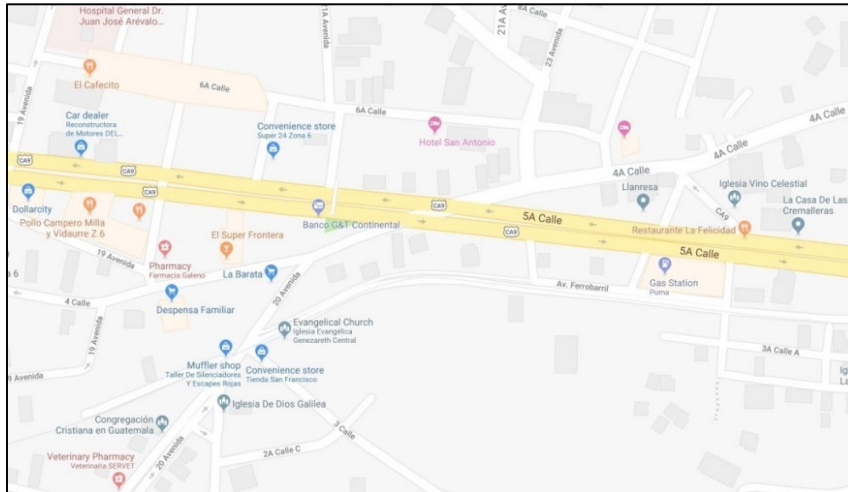 Hospital General Dr.
Juan José Arévalo...
21A Avenida
21A Avenida
8A Calle
23 Avenida
19 Avenida
El Cafecito
6A Calle
6A Calle
Car dealer
Reconstructora
de Motores DEL...
Convenience store
Super 24 Zona 6
Hotel San Antonio
4A Calle
4A Calle
4A Calle
CA9
CA9
CA9
CA9
CA9
CA9
CA9
Dollarcity
Pollo Campero Milla
y Vidaurre Z.6
Banco G&T Continental
5A Calle
5A Calle
Llanresa
Iglesia Vino Celestial
La Casa De Las
Cremalleras
Restaurante La Felicidad
El Super Frontera
19 Avenida
Pharmacy
Farmacia Galeno
La Barata
Gas Station
Puma
a 6
4 Calle
Despensa Familiar
20 Avenida
Av. Ferrobarril
19 Avenida
Evangelical Church
Iglesia Evangélica
Genezareth Central
Muffler shop
Taller De Silenciadores
Y Escapes Rojas
Convenience store
Tienda San Francisco
3A Calle A
9 Avenida
Iglesia De Dios Galilea
Congregación
Cristiana en Guatemala
3 Calle
2A Calle C
20 Avenida
Veterinary Pharmacy
Veterinaria SERVET